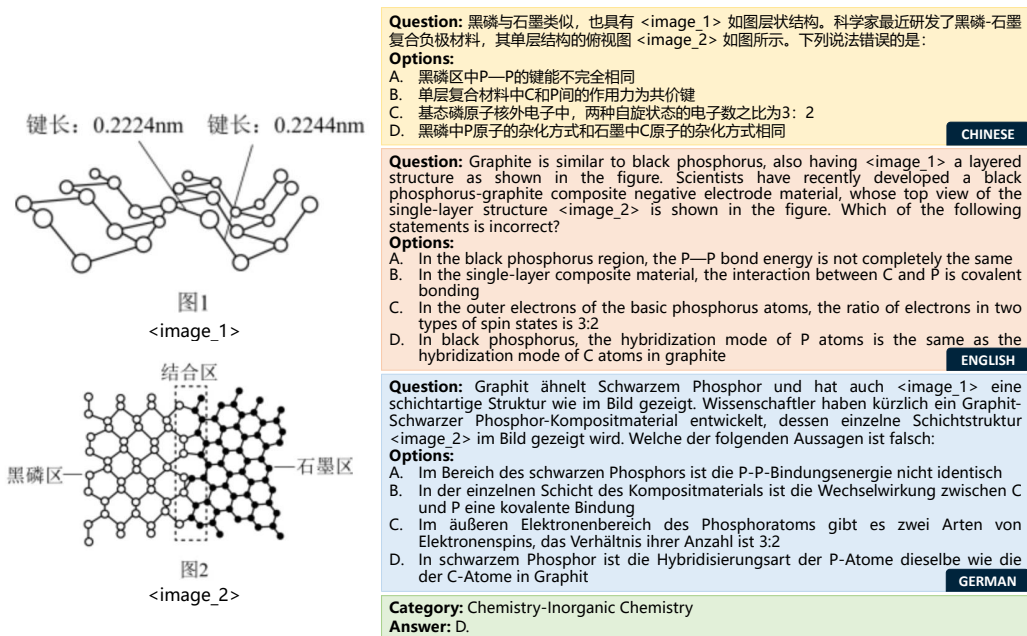 键长：0.2224nm 键长：0.2244nm
图1
<image_1>
结合区
黑磷区
石墨区
图2
<image_2>
Question: 黑磷与石墨类似，也具有 <image_1> 如图层状结构。科学家最近研发了黑磷-石墨
复合负极材料，其单层结构的俯视图 <image_2> 如图所示。下列说法错误的是：
Options:
A. 黑磷区中P—P的键能不完全相同
B. 单层复合材料中C和P间的作用力为共价键
C. 基态磷原子核外电子中，两种自旋状态的电子数之比为3：2
D. 黑磷中P原子的杂化方式和石墨中C原子的杂化方式相同
CHINESE
Question: Graphite is similar to black phosphorus, also having <image_1> a layered
structure as shown in the figure. Scientists have recently developed a black
phosphorus-graphite composite negative electrode material, whose top view of the
single-layer structure <image_2> is shown in the figure. Which of the following
statements is incorrect?
Options:
A. In the black phosphorus region, the P—P bond energy is not completely the same
B. In the single-layer composite material, the interaction between C and P is covalent
bonding
C. In the outer electrons of the basic phosphorus atoms, the ratio of electrons in two
types of spin states is 3:2
D. In black phosphorus, the hybridization mode of P atoms is the same as the
hybridization mode of C atoms in graphite
ENGLISH
Question: Graphit ähnelt Schwarzem Phosphor und hat auch <image_1> eine
schichtartige Struktur wie im Bild gezeigt. Wissenschaftler haben kürzlich ein Graphit-
Schwarzer Phosphor-Kompositmaterial entwickelt, dessen einzelne Schichtstruktur
<image_2> im Bild gezeigt wird. Welche der folgenden Aussagen ist falsch:
Options:
A. Im Bereich des schwarzen Phosphors ist die P-P-Bindungsenergie nicht identisch
B. In der einzelnen Schicht des Kompositmaterials ist die Wechselwirkung zwischen C
und P eine kovalente Bindung
C. Im äußeren Elektronenbereich des Phosphoratoms gibt es zwei Arten von
Elektronenspins, das Verhältnis ihrer Anzahl ist 3:2
D. In schwarzem Phosphor ist die Hybridisierungsart der P-Atome dieselbe wie die
der C-Atome in Graphit
GERMAN
Category: Chemistry-Inorganic Chemistry
Answer: D.